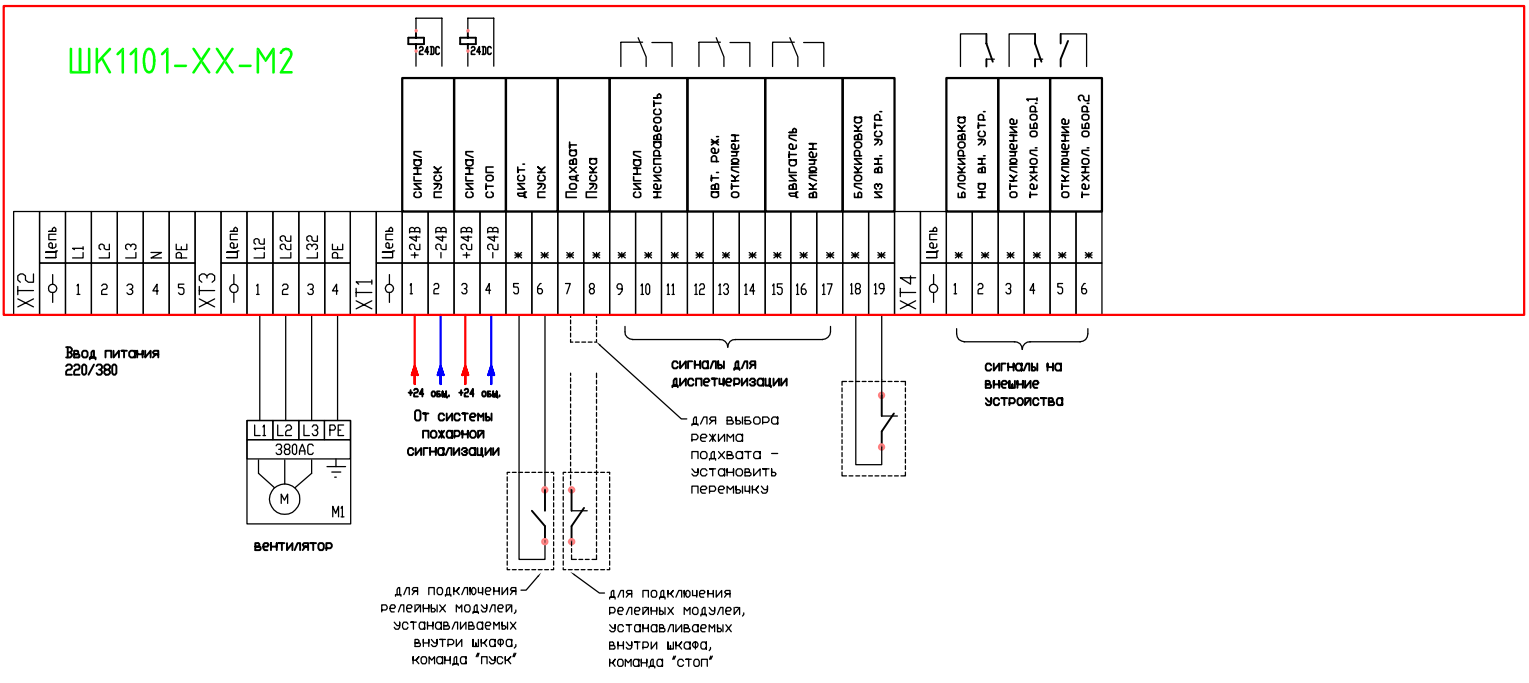 ШК1101-ХХ-М2
24DC
24DC
сигнал
пуск
сигнал
стоп
дист.
пуск
Подхват
Пуска
сигнал
неисправеость
авт. реж.
отключен
двигатель
включен
блокировка
из вн. устр.
блокировка
на вн. устр.
отключение
технол. обор.1
отключение
технол. обор.2
XT2
Цепь
L1
L2
L3
N
PE
1
2
3
4
5
XT3
Цепь
L12
L22
L32
PE
1
2
3
4
XT1
Цепь
+24В
-24В
+24В
-24В
* * * * * * * * * * * * * * *
1
2
3
4
5
6
7
8
9
10
11
12
13
14
15
16
17
18
19
XT4
Цепь
* * * * * *
1
2
3
4
5
6
Ввод питания
220/380
+24 общ. +24 общ.
От системы
пожарной
сигнализации
сигналы для
диспетчеризации
сигналы на
внешние
устройства
для выбора
режима
подхвата -
установить
перемычку
L1 L2 L3 PE
380AC
M
M1
вентилятор
для подключения
релейных модулей,
устанавливаемых
внутри шкафа,
команда "пуск"
для подключения
релейных модулей,
устанавливаемых
внутри шкафа,
команда "стоп"